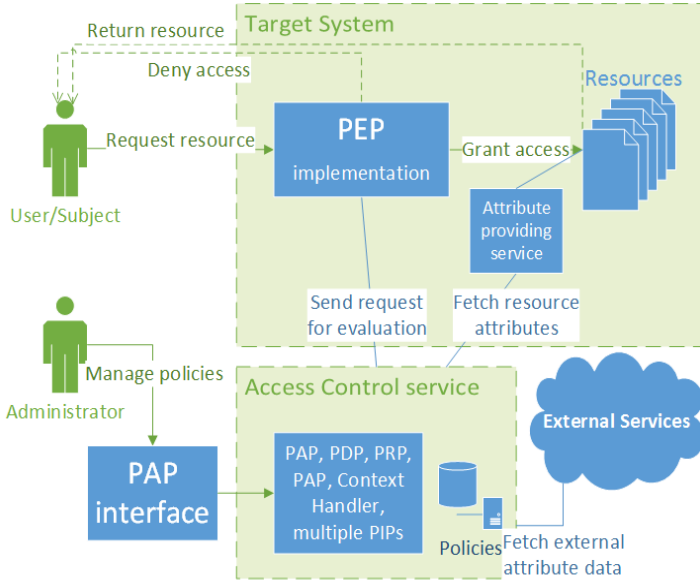 Return resource
Target System
Deny access
Resources
PEP
implementation
Request resource
Grant access
User/Subject
Attribute
providing
service
Send request
for evaluation
Fetch resource
attributes
Manage policies
Administrator
Access Control service
External Services
PAP
interface
PAP, PDP, PRP,
PAP, Context
Handler,
multiple PIPs
Policies
Fetch external
attribute data